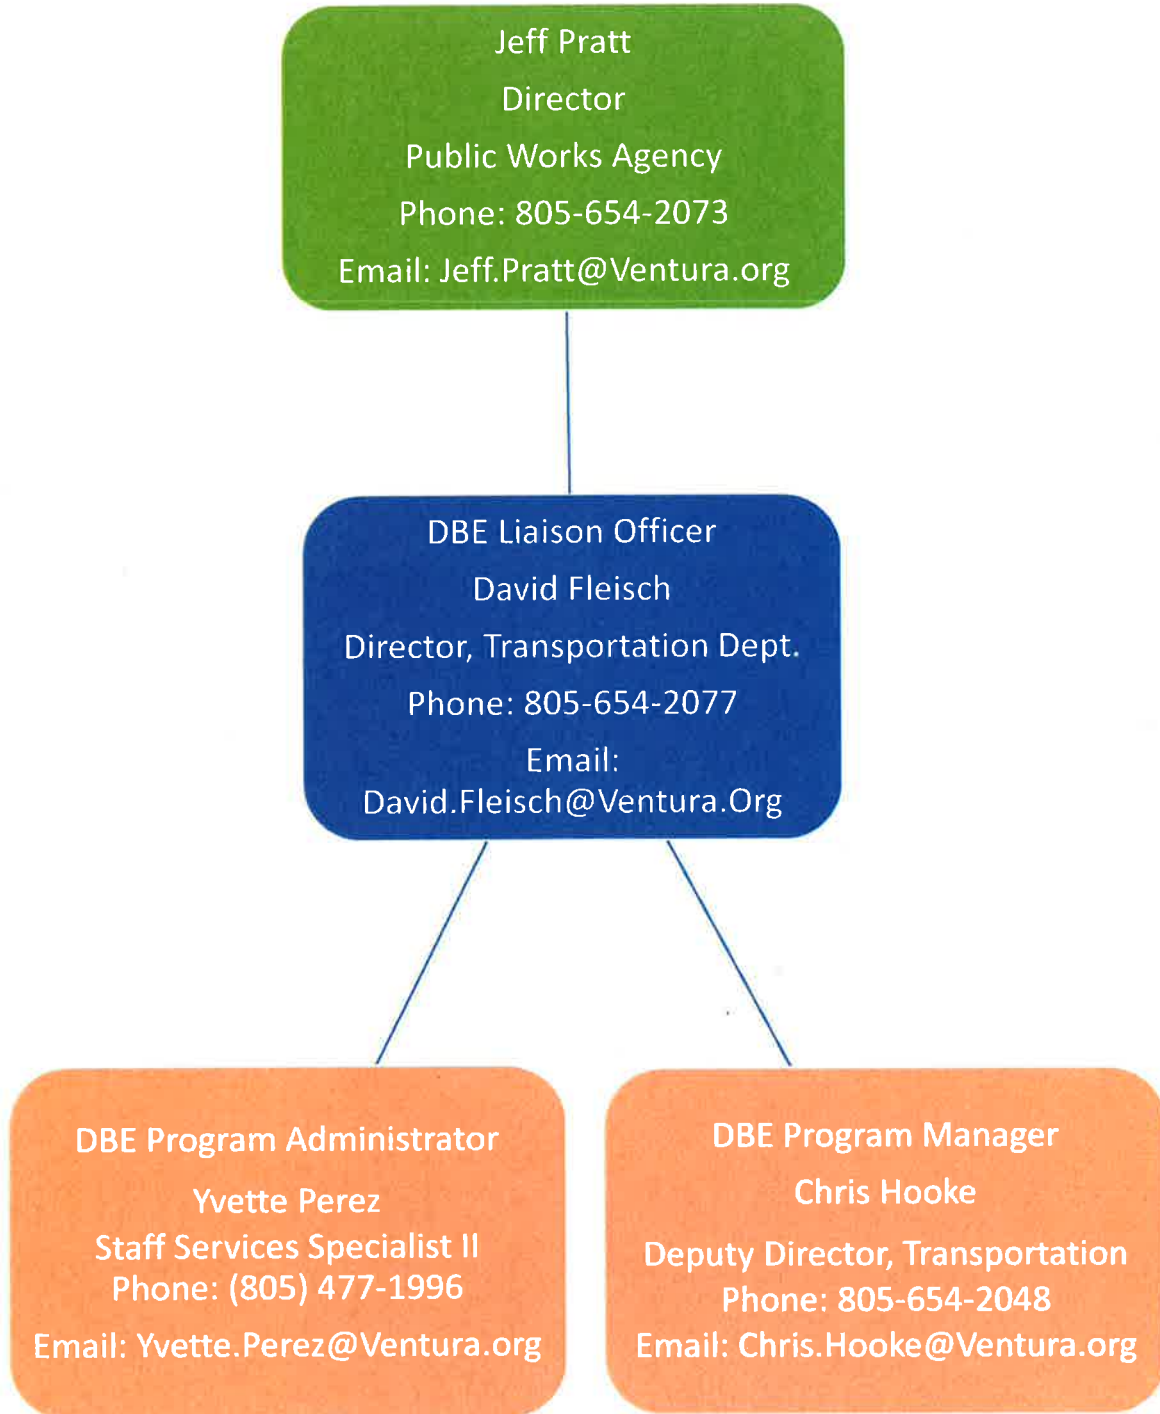 Jeff Pratt
Director
Public Works Agency
Phone: 805-654-2073
Email: Jeff.Pratt@Ventura.org
DBE Liaison Officer
David Fleisch
Director, Transportation Dept.
Phone: 805-654-2077
Email:
David.Fleisch@Ventura.Org
DBE Program Administrator
Yvette Perez
Staff Services Specialist II
Phone: (805) 477-1996
Email: Yvette.Perez@Ventura.org
DBE Program Manager
Chris Hooke
Deputy Director, Transportation
Phone: 805-654-2048
Email: Chris.Hooke@Ventura.org